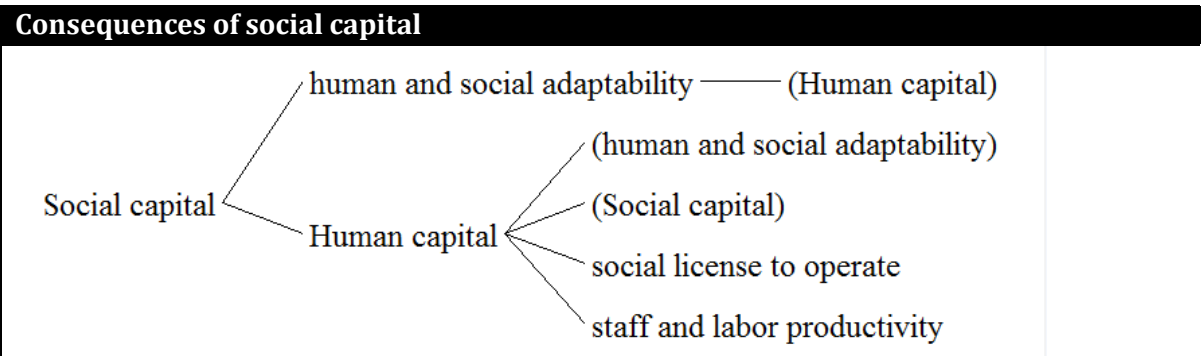 Consequences of social capital
human and social adaptability (Human capital)
(human and social adaptability)
Social capital (Social capital)
Human capital
social license to operate
staff and labor productivity